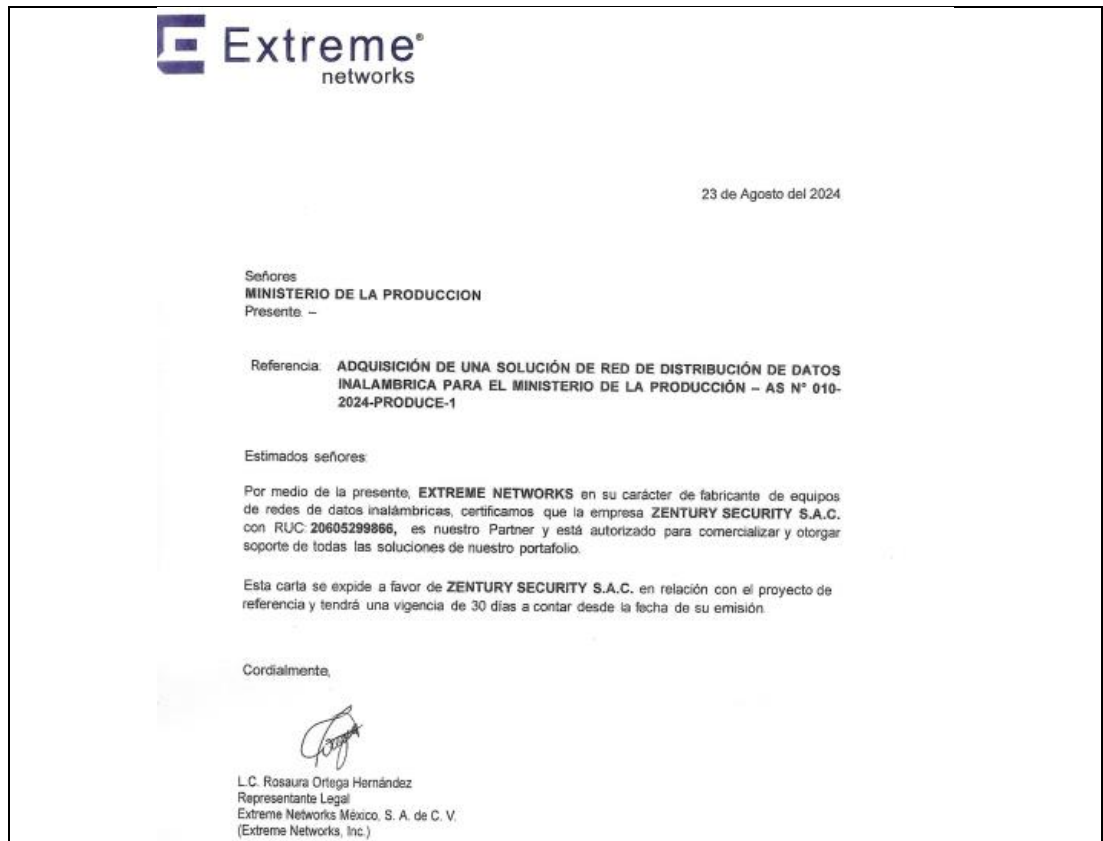 Extreme®
networks
23 de Agosto del 2024
Señores
MINISTERIO DE LA PRODUCCION
Presente. –
Referencia: ADQUISICIÓN DE UNA SOLUCIÓN DE RED DE DISTRIBUCIÓN DE DATOS
INALAMBRICA PARA EL MINISTERIO DE LA PRODUCCIÓN – AS N° 010-
2024-PRODUCE-1
Estimados señores:
Por medio de la presente, EXTREME NETWORKS en su carácter de fabricante de equipos
de redes de datos inalámbricas, certificamos que la empresa ZENTURY SECURITY S.A.C.
con RUC: 20605299866, es nuestro Partner y está autorizado para comercializar y otorgar
soporte de todas las soluciones de nuestro portafolio.
Esta carta se expide a favor de ZENTURY SECURITY S.A.C. en relación con el proyecto de
referencia y tendrá una vigencia de 30 días a contar desde la fecha de su emisión.
Cordialmente,
L.C. Rosaura Ortega Hernández
Representante Legal
Extreme Networks México, S. A. de C. V.
(Extreme Networks, Inc.)